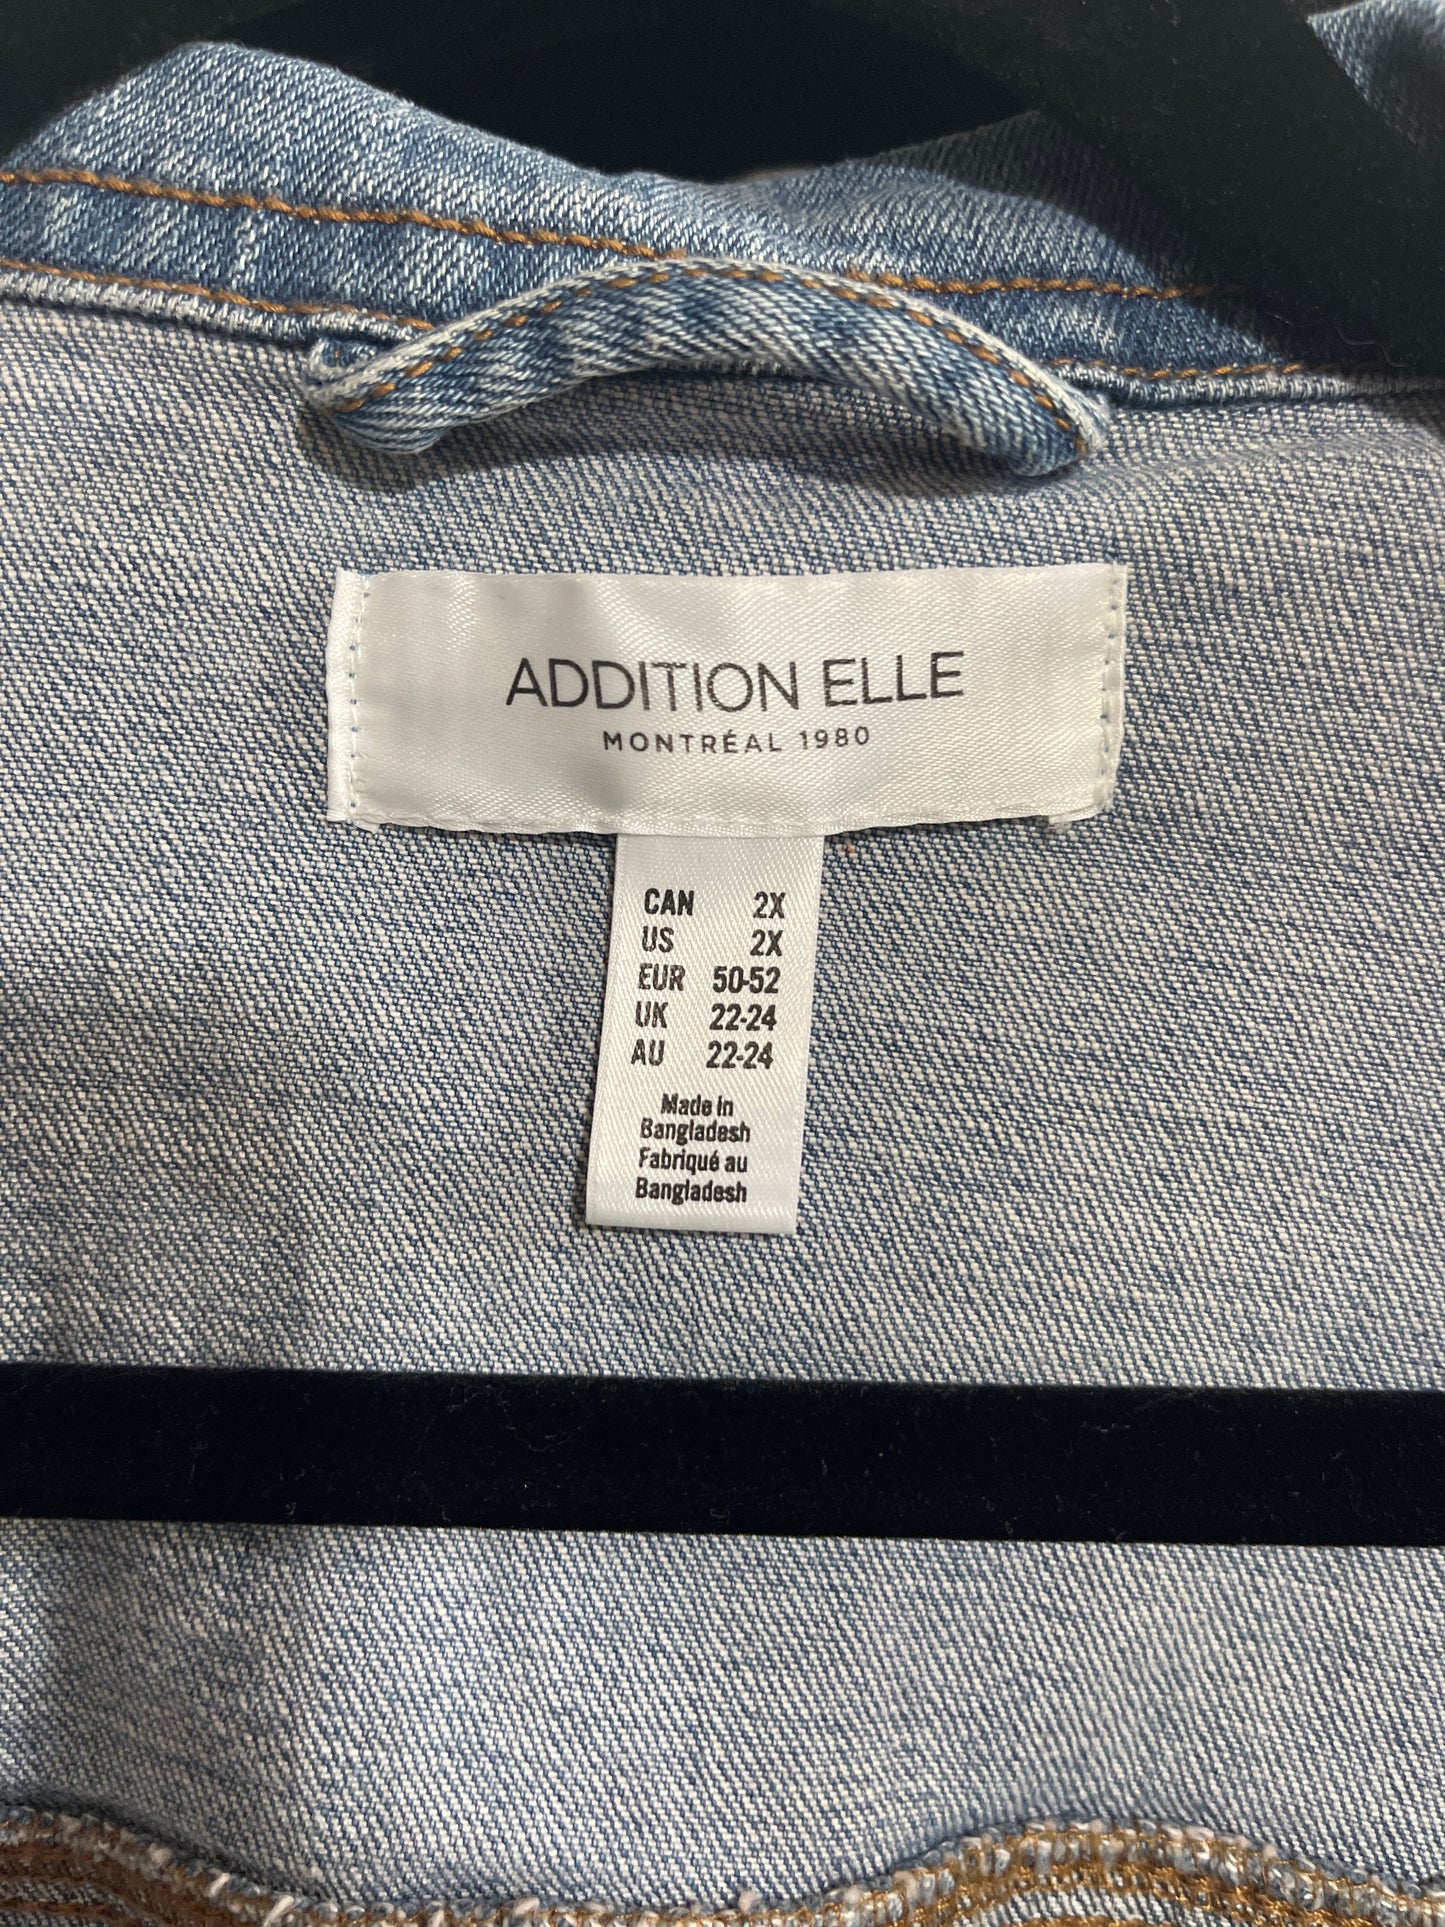 ADDITION ELLE
MONTRÉAL 1980
CAN 2X
US 2X
EUR 50-52
UK 22-24
AU 22-24
Made in
Bangladesh
Fabriqué au
Bangladesh